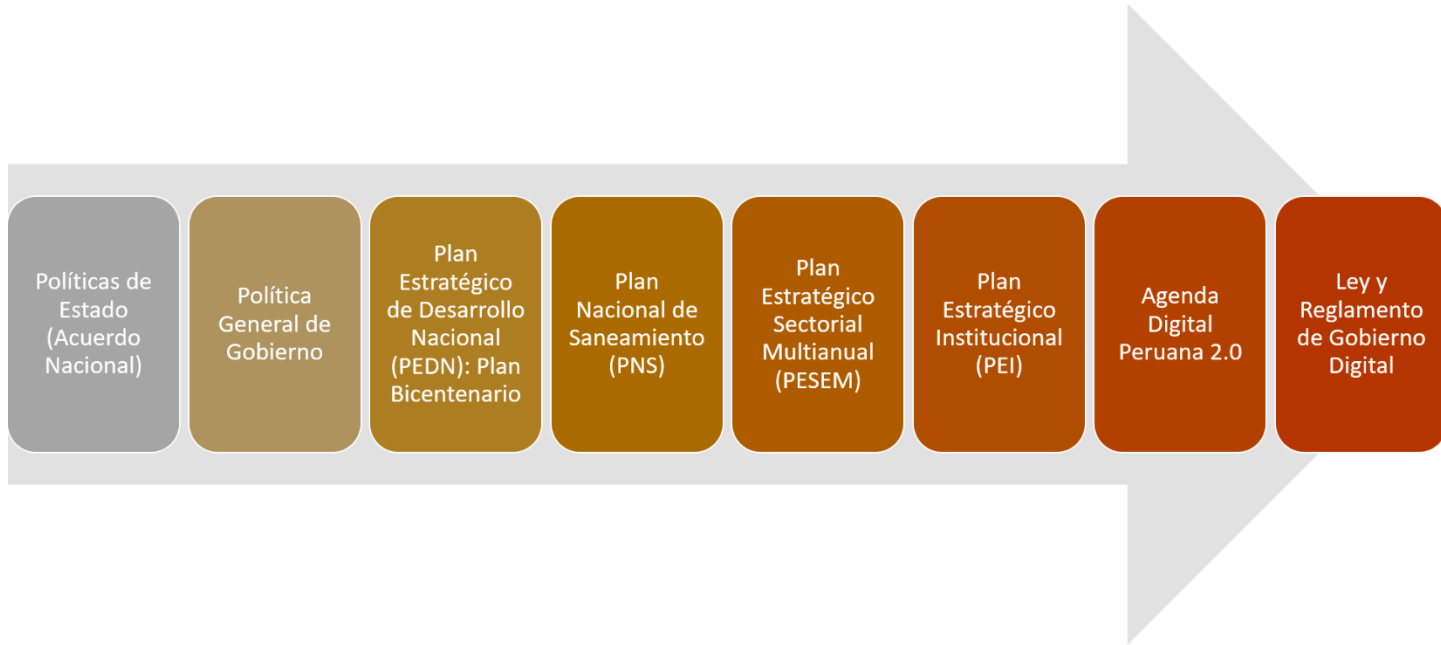 Políticas de
Estado
(Acuerdo
Nacional)
Política
General de
Gobierno
Plan
Estratégico
de Desarrollo
Nacional
(PEDN): Plan
Bicentenario
Plan
Nacional de
Saneamiento
(PNS)
Plan
Estratégico
Sectorial
Multianual
(PESEM)
Plan
Estratégico
Institucional
(PEI)
Agenda
Digital
Peruana 2.0
Ley y
Reglamento
de Gobierno
Digital